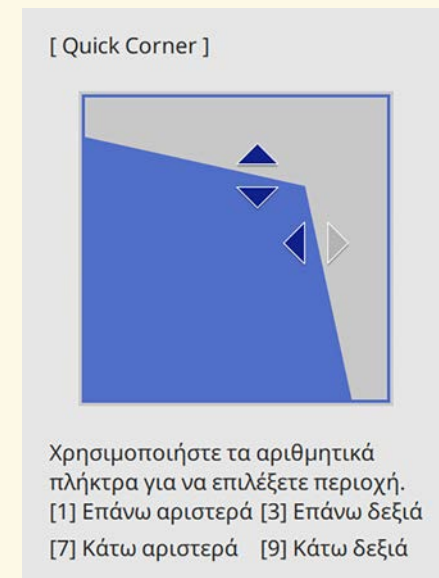 [ Quick Corner ]
Χρησιμοποιήστε τα αριθμητικά
πλήκτρα για να επιλέξετε περιοχή.
[1] Επάνω αριστερά [3] Επάνω δεξιά
[7] Κάτω αριστερά [9] Κάτω δεξιά